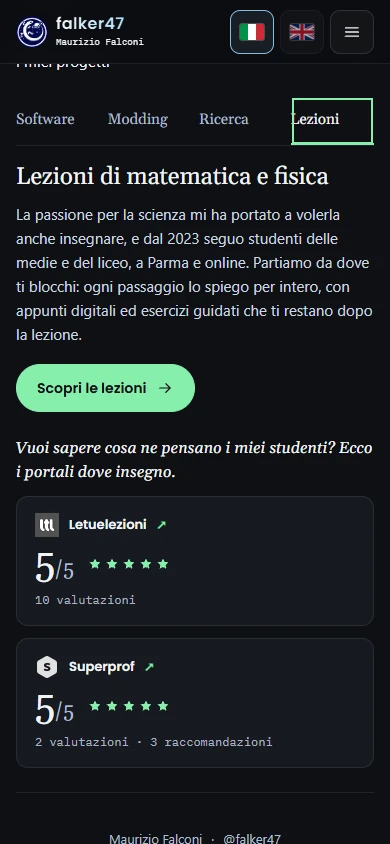 falker47
Maurizio Falconi
I miei progetti
Software Modding Ricerca Lezioni
Lezioni di matematica e fisica
La passione per la scienza mi ha portato a volerla
anche insegnare, e dal 2023 seguo studenti delle
medie e del liceo, a Parma e online. Partiamo da dove
ti blocchi: ogni passaggio lo spiego per intero, con
appunti digitali ed esercizi guidati che ti restano dopo
la lezione.
Scopri le lezioni →
Vuoi sapere cosa ne pensano i miei studenti? Ecco
i portali dove insegno.
Letuelezioni ↗
5/5 ★ ★ ★ ★ ★
10 valutazioni
S Superprof ↗
5/5 ★ ★ ★ ★ ★
2 valutazioni · 3 raccomandazioni
Maurizio Falconi · @falker47